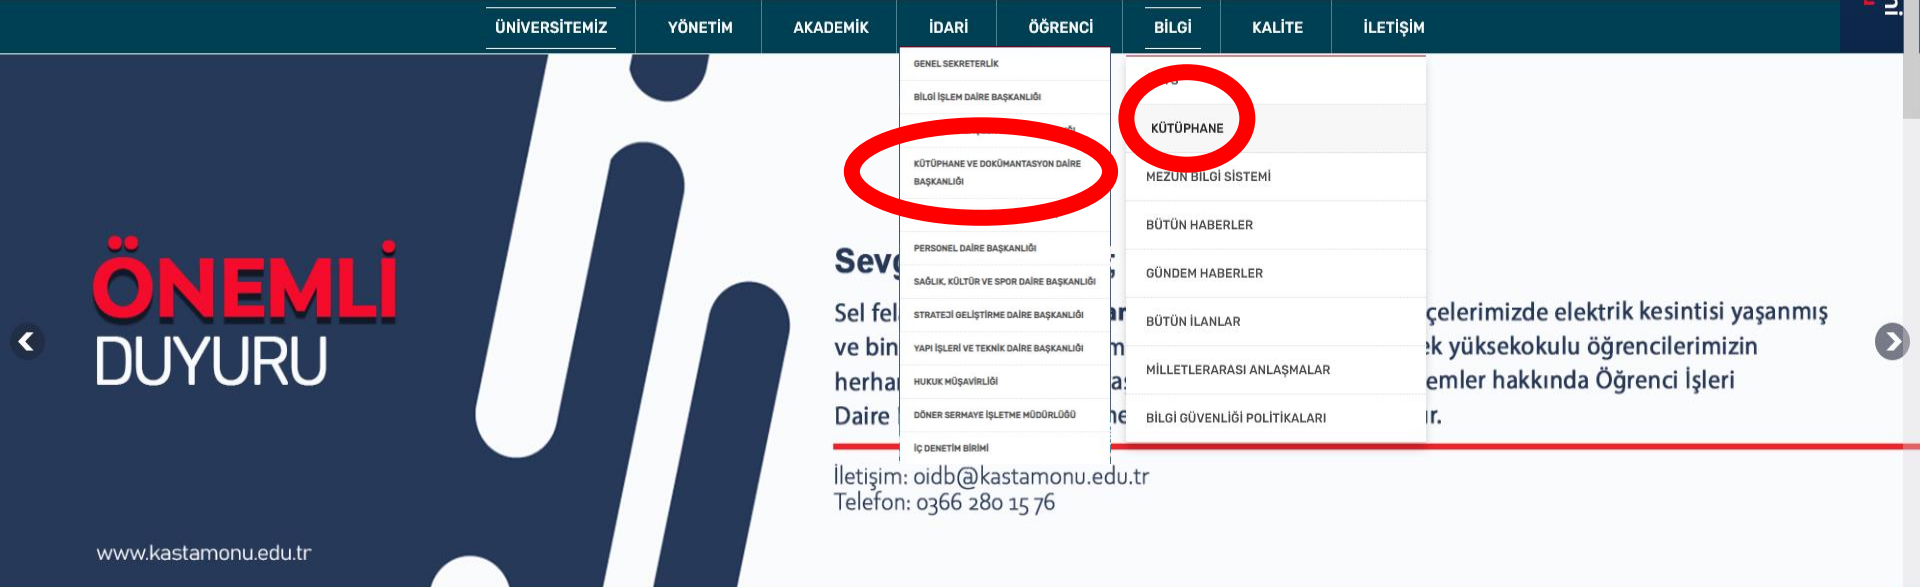 ÜNİVERSİTEMİZ YÖNETİM AKADEMİK İDARİ ÖĞRENCİ BİLGİ KALİTE İLETİŞİM
GENEL SEKRETERLİK
BİLGİ İŞLEM DAİRE BAŞKANLIĞI
KÜTÜPHANE VE DOKÜMANTASYON DAİRE
BAŞKANLIĞI
PERSONEL DAİRE BAŞKANLIĞI
SAĞLIK, KÜLTÜR VE SPOR DAİRE BAŞKANLIĞI
STRATEJİ GELİŞTİRME DAİRE BAŞKANLIĞI
YAPI İŞLERİ VE TEKNİK DAİRE BAŞKANLIĞI
HUKUK MÜŞAVİRLİĞİ
DÖNER SERMAYE İŞLETME MÜDÜRLÜĞÜ
İÇ DENETİM BİRİMİ
KÜTÜPHANE
MEZUN BİLGİ SİSTEMİ
BÜTÜN HABERLER
GÜNDEM HABERLER
BÜTÜN İLANLAR
MİLLETLERARASI ANLAŞMALAR
BİLGİ GÜVENLİĞİ POLİTİKALARI
ÖNEMLİ
DUYURU
www.kastamonu.edu.tr
Sel elektrik kesintisi yaşanmış
ve yüksekokulu öğrencilerimizin
hakkında Öğrenci İşleri
Daire
İletişim: oidb@kastamonu.edu.tr
Telefon: 0366 280 15 76